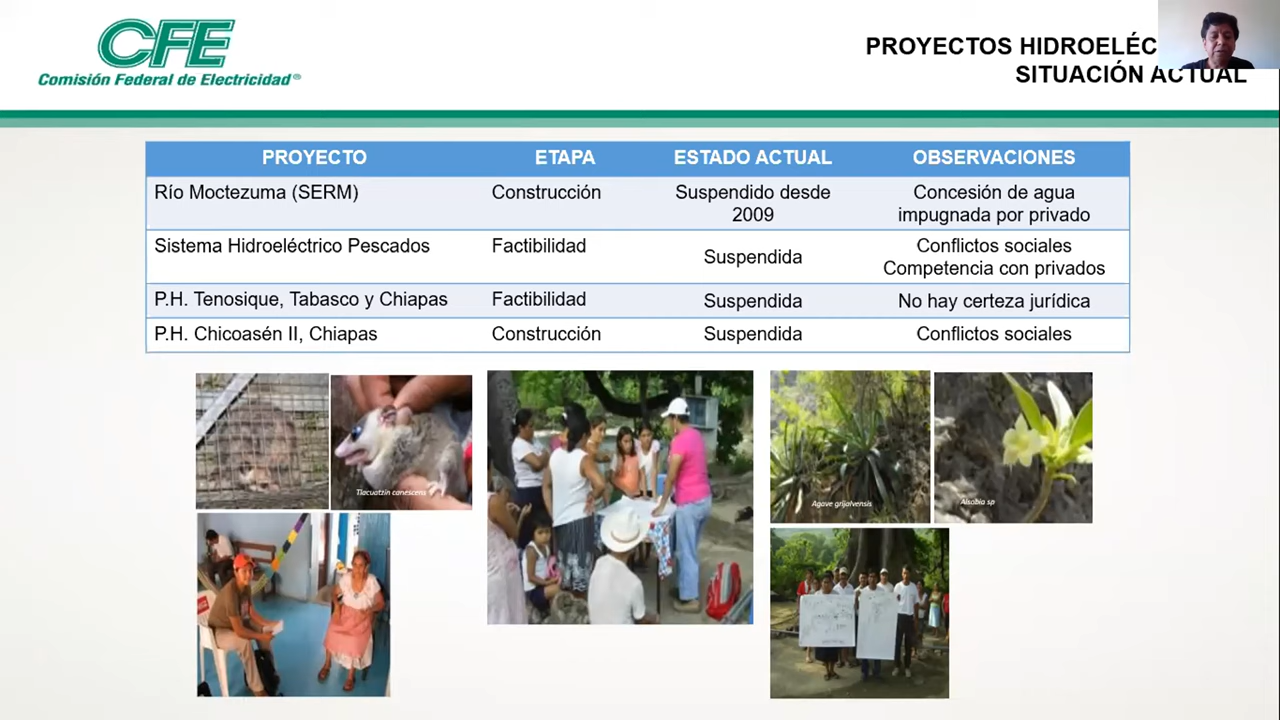 CFE
Comisión Federal de Electricidad®
PROYECTOS HIDROELÉC
SITUACIÓN ACTUAL
PROYECTO ETAPA ESTADO ACTUAL OBSERVACIONES
Río Moctezuma (SERM) Construcción Suspendido desde 2009 Concesión de agua impugnada por privado
Sistema Hidroeléctrico Pescados Factibilidad Suspendida Conflictos sociales Competencia con privados
P.H. Tenosique, Tabasco y Chiapas Factibilidad Suspendida No hay certeza jurídica
P.H. Chicoasén II, Chiapas Construcción Suspendida Conflictos sociales
Tlacuatzin canescens
Agave grijalvensis
Alsobia sp